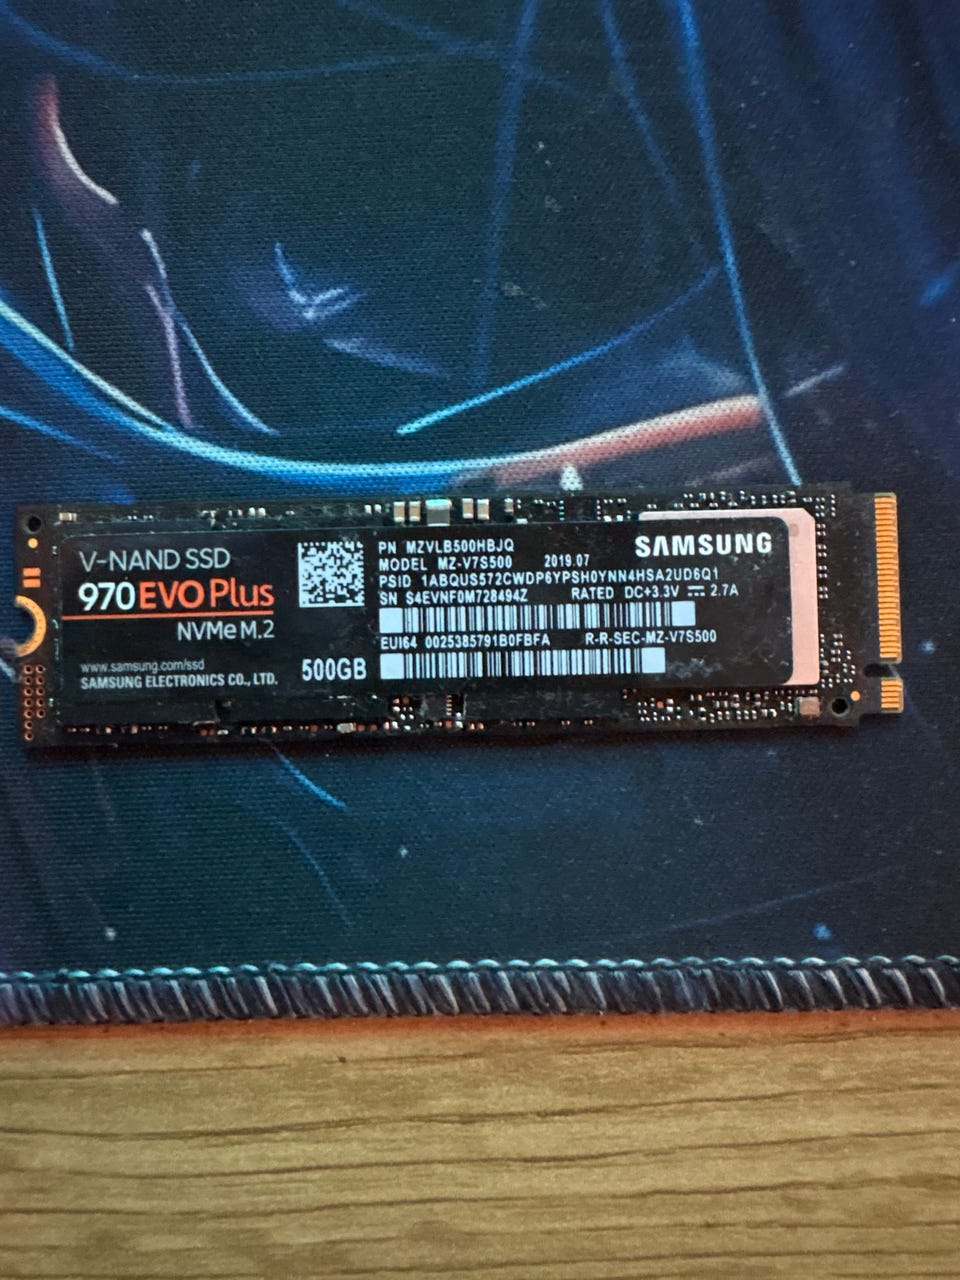 V-NAND SSD
970 EVO Plus
NVMe M.2
www.samsung.com/ssd
SAMSUNG ELECTRONICS CO., LTD.
500GB
PN MZVLB500HBJQ
MODEL MZ-V7S500 2019.07
PSID 1ABQUS572CWDP6YPSH0YNN4HSA2UD6Q1
SN S4EVNF0M728494Z RATED DC+3.3V ⎓ 2.7A
EUI64 0025385791B0FBFA R-R-SEC-MZ-V7S500
SAMSUNG